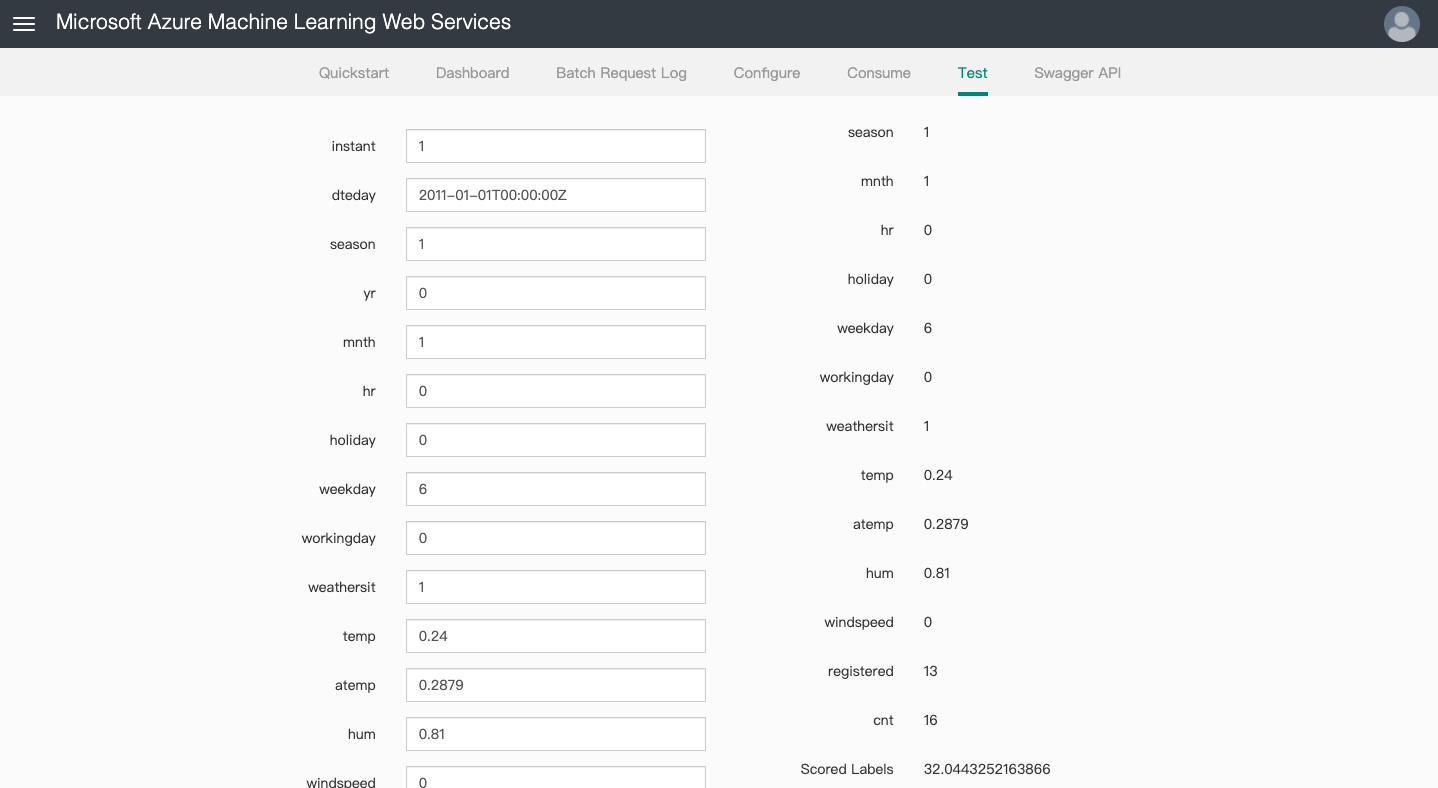 Microsoft Azure Machine Learning Web Services
Quickstart Dashboard Batch Request Log Configure Consume Test Swagger API
instant 1
dteday 2011-01-01T00:00:00Z
season 1
yr 0
mnth 1
hr 0
holiday 0
weekday 6
workingday 0
weathersit 1
temp 0.24
atemp 0.2879
hum 0.81
windspeed 0
season 1
mnth 1
hr 0
holiday 0
weekday 6
workingday 0
weathersit 1
temp 0.24
atemp 0.2879
hum 0.81
windspeed 0
registered 13
cnt 16
Scored Labels 32.0443252163866